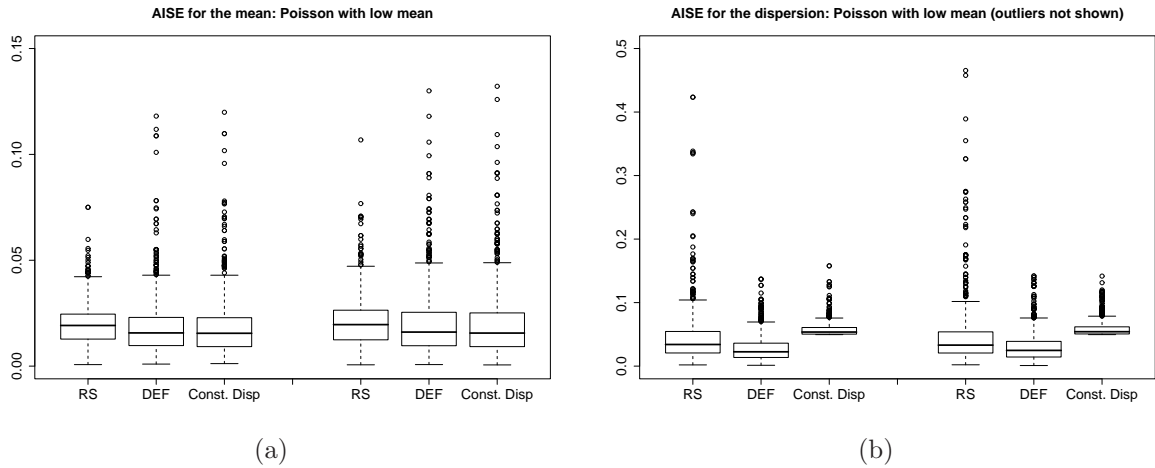 AISE for the mean: Poisson with low mean
0.15
0.10
0.05
0.00
RS DEF Const. Disp RS DEF Const. Disp
(a)
AISE for the dispersion: Poisson with low mean (outliers not shown)
0.5
0.4
0.3
0.2
0.1
0.0
RS DEF Const. Disp RS DEF Const. Disp
(b)